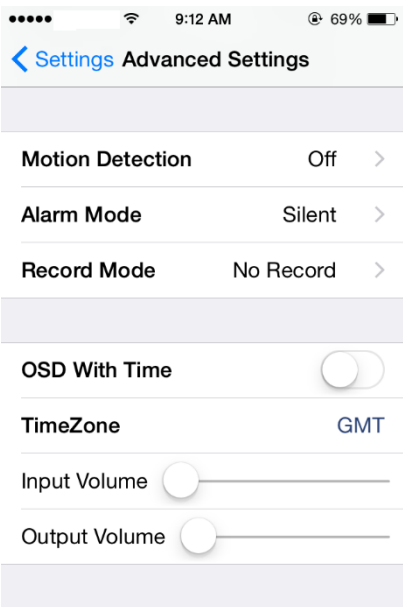 9:12 AM 69%
Settings Advanced Settings
Motion Detection Off
Alarm Mode Silent
Record Mode No Record
OSD With Time
TimeZone GMT
Input Volume
Output Volume